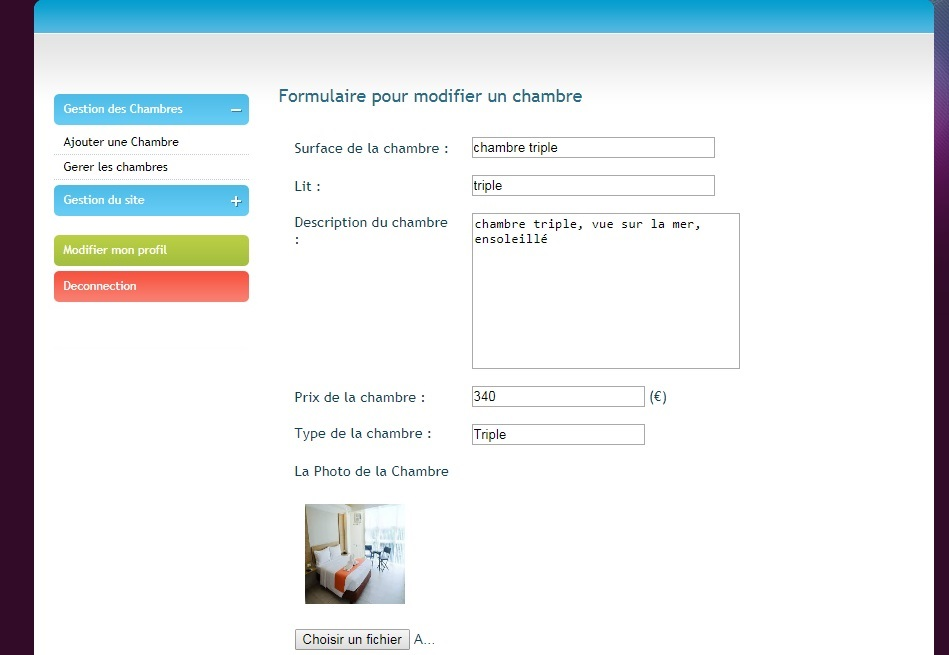 Formulaire pour modifier un chambre
Gestion des Chambres –
Ajouter une Chambre
Gerer les chambres
Gestion du site +
Modifier mon profil
Deconnection
Surface de la chambre : chambre triple
Lit : triple
Description du chambre
:
chambre triple, vue sur la mer,
ensoleillé
Prix de la chambre : 340 (€)
Type de la chambre : Triple
La Photo de la Chambre
Choisir un fichier A...